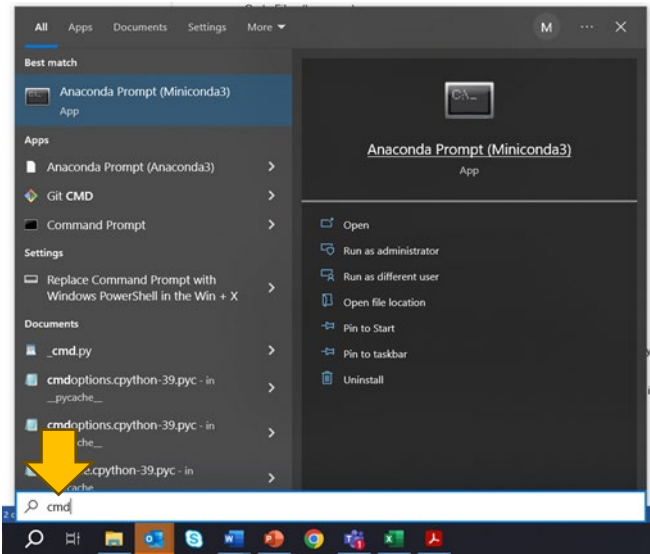 All Apps Documents Settings More
M
Best match
Anaconda Prompt (Miniconda3)
App
Apps
Anaconda Prompt (Anaconda3)
Git CMD
Command Prompt
Settings
Replace Command Prompt with
Windows PowerShell in the Win + X
Documents
_cmd.py
cmdoptions.cpython-39.pyc - in
__pycache__
cmdoptions.cpython-39.pyc - in
che__
e.cpython-39.pyc - in
cache
cmd
Anaconda Prompt (Miniconda3)
App
Open
Run as administrator
Run as different user
Open file location
Pin to Start
Pin to taskbar
Uninstall